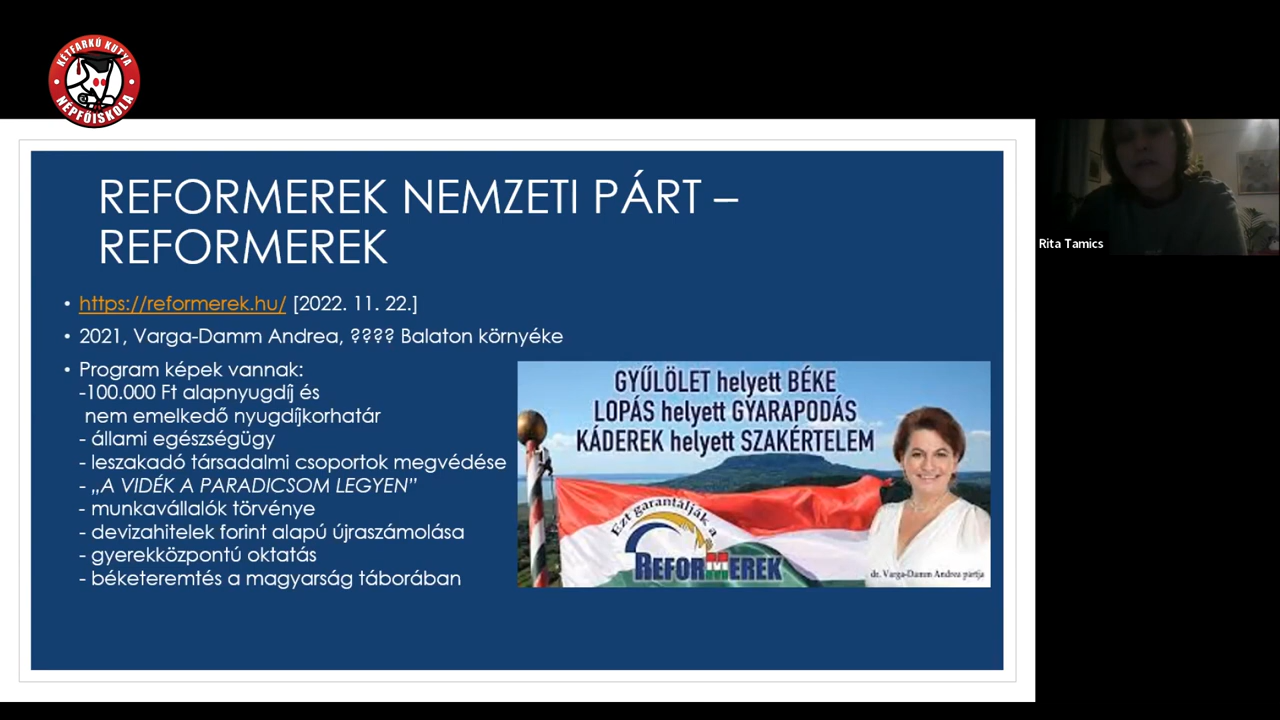 KÉTFARKÚ KUTYA
NÉPFŐISKOLA
REFORMEREK NEMZETI PÁRT –
REFORMEREK
• https://reformerek.hu/ [2022. 11. 22.]
• 2021, Varga-Damm Andrea, ???? Balaton környéke
• Program képek vannak:
-100.000 Ft alapnyugdíj és
nem emelkedő nyugdíjkorhatár
- állami egészségügy
- leszakadó társadalmi csoportok megvédése
- „A VIDÉK A PARADICSOM LEGYEN”
- munkavállalók törvénye
- devizahitelek forint alapú újraszámolása
- gyerekközpontú oktatás
- béketeremtés a magyarság táborában
GYŰLÖLET helyett BÉKE
LOPÁS helyett GYARAPODÁS
KÁDEREK helyett SZAKÉRTELEM
Ezt garantálják a
REFORMEREK
dr. Varga-Damm Andrea pártja
Rita Tamics